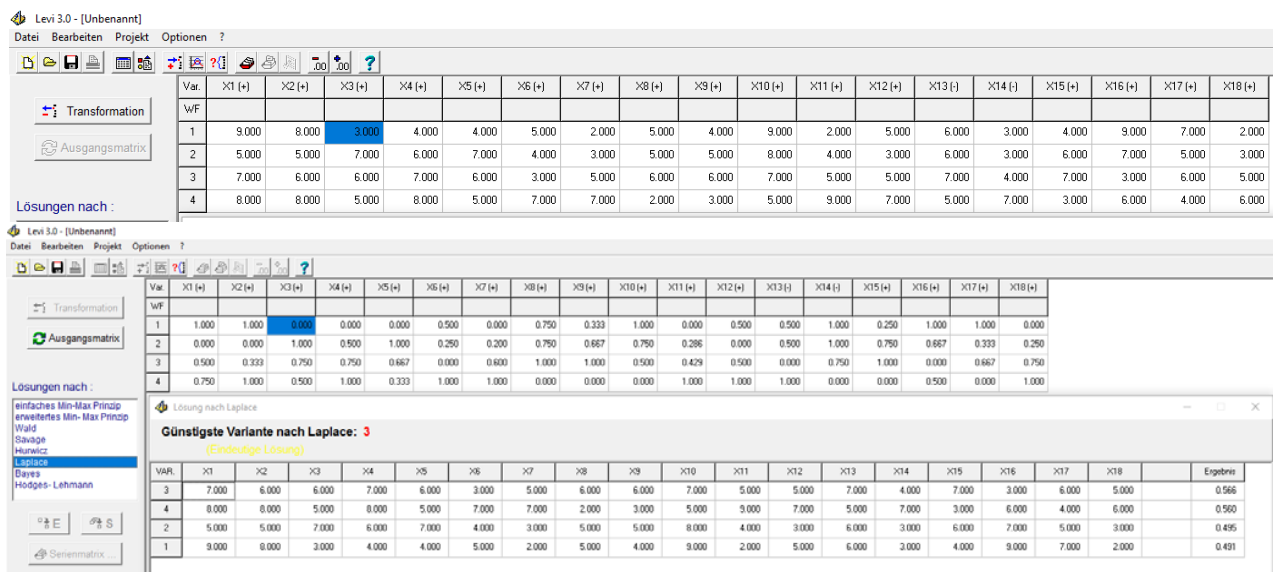 Levi 3.0 - [Unbenannt]
Datei Bearbeiten Projekt Optionen ?
Var. X1 (+) X2 (+) X3 (+) X4 (+) X5 (+) X6 (+) X7 (+) X8 (+) X9 (+) X10 (+) X11 (+) X12 (+) X13 (-) X14 (-) X15 (+) X16 (+) X17 (+) X18 (+)
Transformation
WF
1 9.000 8.000 3.000 4.000 4.000 5.000 2.000 5.000 4.000 9.000 2.000 5.000 6.000 3.000 4.000 9.000 7.000 2.000
Ausgangsmatrix
2 5.000 5.000 7.000 6.000 7.000 4.000 3.000 5.000 5.000 8.000 4.000 3.000 6.000 3.000 6.000 7.000 5.000 3.000
3 7.000 6.000 6.000 7.000 6.000 3.000 5.000 6.000 6.000 7.000 5.000 5.000 7.000 4.000 7.000 3.000 6.000 5.000
Lösungen nach :
4 8.000 8.000 5.000 8.000 5.000 7.000 7.000 2.000 3.000 5.000 9.000 7.000 5.000 7.000 3.000 6.000 4.000 6.000
Levi 3.0 - [Unbenannt]
Datei Bearbeiten Projekt Optionen ?
Var. X1 (+) X2 (+) X3 (+) X4 (+) X5 (+) X6 (+) X7 (+) X8 (+) X9 (+) X10 (+) X11 (+) X12 (+) X13 (-) X14 (-) X15 (+) X16 (+) X17 (+) X18 (+)
Transformation
WF
1 1.000 1.000 0.000 0.000 0.000 0.500 0.000 0.750 0.333 1.000 0.000 0.500 0.500 1.000 0.250 1.000 1.000 0.000
Ausgangsmatrix
2 0.000 0.000 1.000 0.500 1.000 0.250 0.200 0.750 0.667 0.750 0.286 0.000 0.500 1.000 0.750 0.667 0.333 0.250
3 0.500 0.333 0.750 0.750 0.667 0.000 0.600 1.000 1.000 0.500 0.429 0.500 0.000 0.750 1.000 0.000 0.667 0.750
4 0.750 1.000 0.500 1.000 0.333 1.000 1.000 0.000 0.000 0.000 1.000 1.000 1.000 0.000 0.000 0.500 0.000 1.000
Lösungen nach :
einfaches Min-Max Prinzip
erweitertes Min- Max Prinzip
Wald
Savage
Hurwicz
Laplace
Bayes
Hodges- Lehmann
E
S
Serienmatrix ...
Lösung nach Laplace
Günstigste Variante nach Laplace: 3
(Eindeutige Lösung)
VAR. X1 X2 X3 X4 X5 X6 X7 X8 X9 X10 X11 X12 X13 X14 X15 X16 X17 X18 Ergebnis
3 7.000 6.000 6.000 7.000 6.000 3.000 5.000 6.000 6.000 7.000 5.000 5.000 7.000 4.000 7.000 3.000 6.000 5.000 0.566
4 8.000 8.000 5.000 8.000 5.000 7.000 7.000 2.000 3.000 5.000 9.000 7.000 5.000 7.000 3.000 6.000 4.000 6.000 0.560
2 5.000 5.000 7.000 6.000 7.000 4.000 3.000 5.000 5.000 8.000 4.000 3.000 6.000 3.000 6.000 7.000 5.000 3.000 0.495
1 9.000 8.000 3.000 4.000 4.000 5.000 2.000 5.000 4.000 9.000 2.000 5.000 6.000 3.000 4.000 9.000 7.000 2.000 0.491